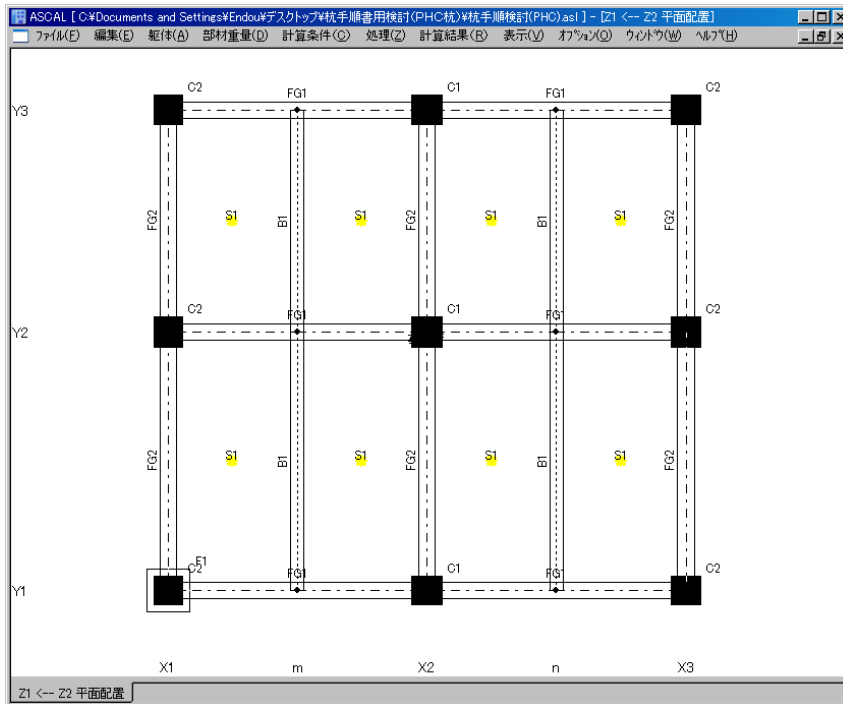 ASCAL [ C:¥Documents and Settings¥Endou¥デスクトップ¥杭手順書用検討(PHC杭)¥杭手順検討(PHC).asl ] - [Z1 <-- Z2 平面配置]
ファイル(F) 編集(E) 躯体(A) 部材重量(D) 計算条件(C) 処理(Z) 計算結果(R) 表示(V) オプション(O) ウィンドウ(W) ヘルプ(H)
C2 FG1 C1 FG1 C2
Y3
FG2 S1 B1 S1 FG2 S1 B1 S1 FG2
C2 FG1 C1 FG1 C2
Y2
FG2 S1 B1 S1 FG2 S1 B1 S1 FG2
F1
C2 FG1 C1 FG1 C2
Y1
X1 m X2 n X3
Z1 <-- Z2 平面配置